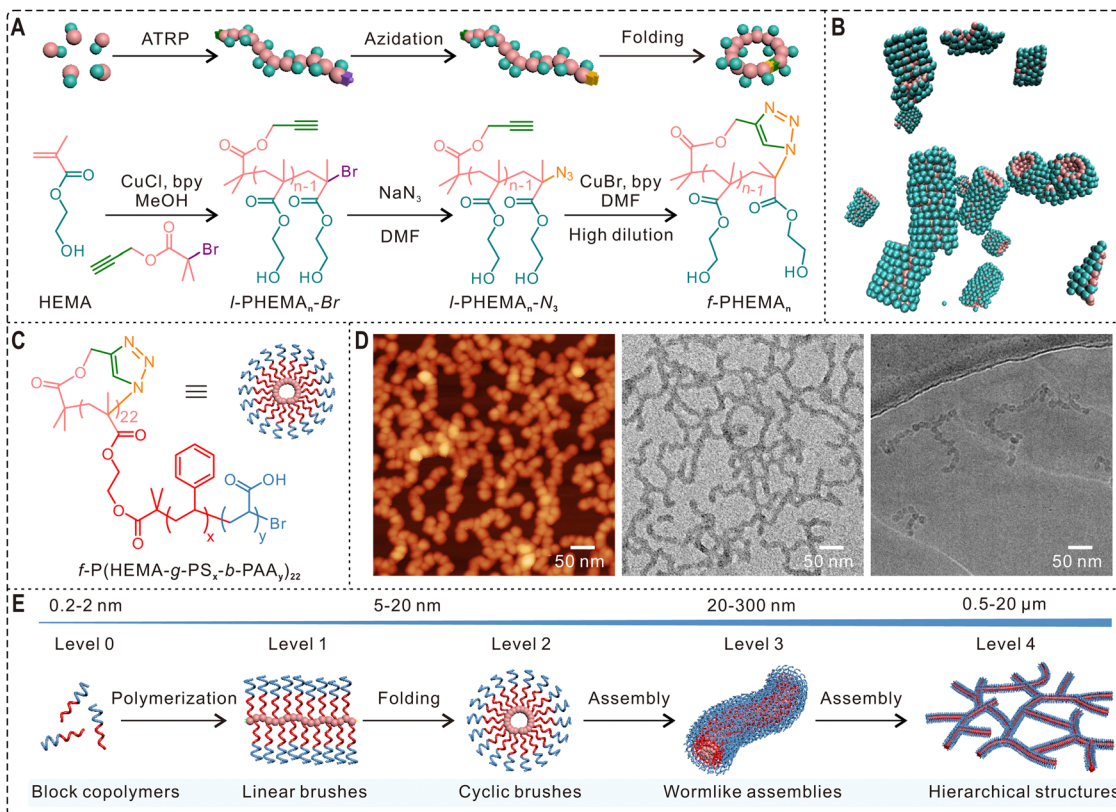 A
ATRP
Azidation
Folding
O
O
n-1
Br
O
O
O
O
HO
HO
O
O
n-1
N₃
O
O
O
O
HO
HO
O
O
N
N
N
n-1
O
O
O
O
HO
HO
O
O
OH
CuCl, bpy
MeOH
O
O
Br
NaN₃
DMF
CuBr, bpy
DMF
High dilution
HEMA
l-PHEMAₙ-Br
l-PHEMAₙ-N₃
f-PHEMAₙ
B
C
O
O
N
N
N
22
≡
O
O
O
O
O
OH
Br
x
y
f-P(HEMA-g-PSₓ-b-PAAᵧ)₂₂
D
50 nm
50 nm
50 nm
E
0.2-2 nm
5-20 nm
20-300 nm
0.5-20 μm
Level 0
Level 1
Level 2
Level 3
Level 4
Polymerization
Folding
Assembly
Assembly
Block copolymers
Linear brushes
Cyclic brushes
Wormlike assemblies
Hierarchical structures